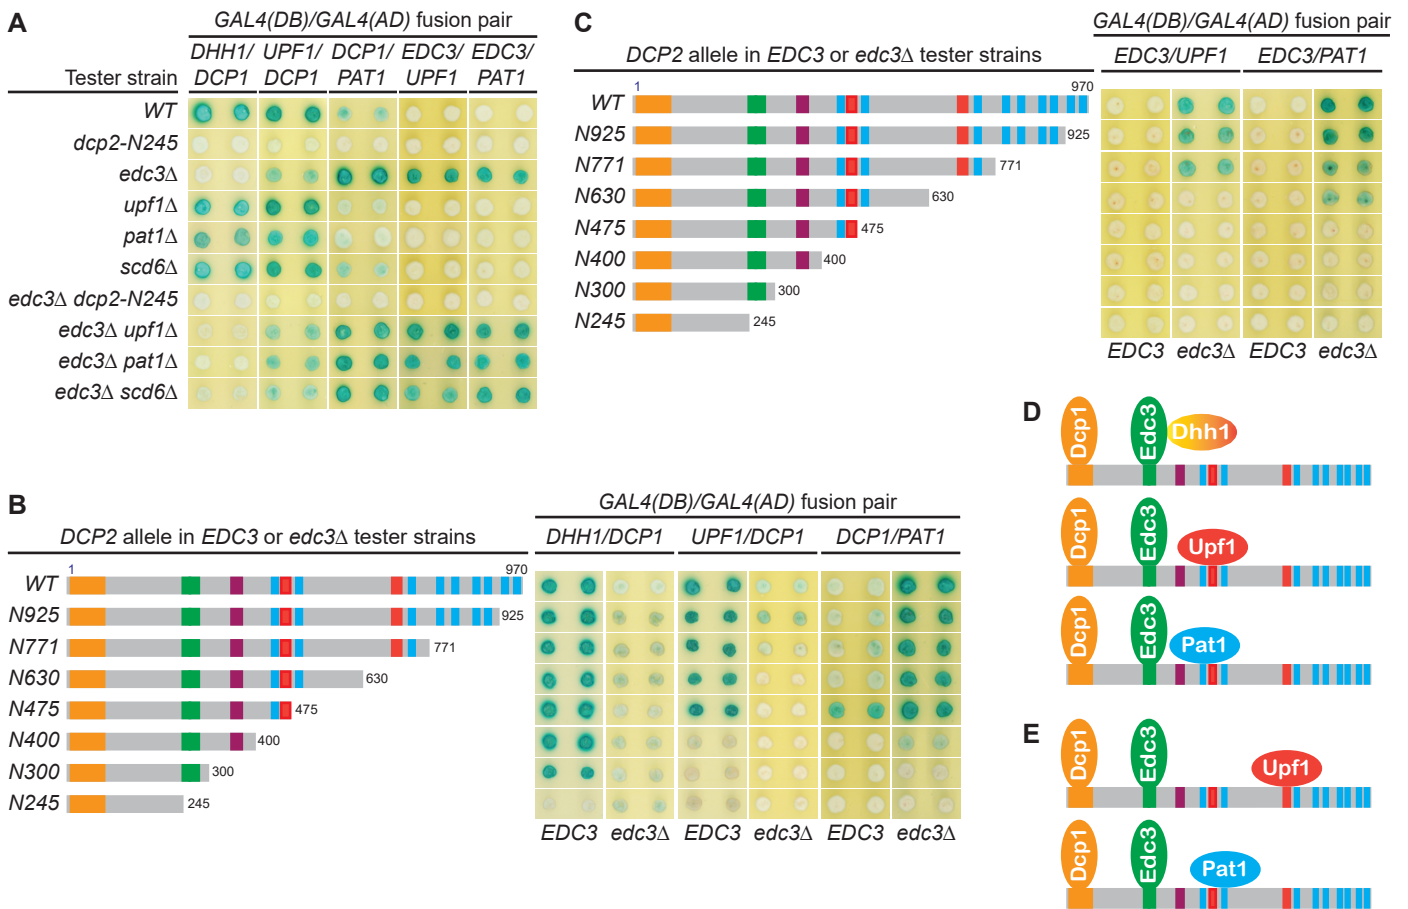 A
GAL4(DB)/GAL4(AD) fusion pair
Tester strain
DHH1/ UPF1/ DCP1/ EDC3/ EDC3/
DCP1 DCP1 PAT1 UPF1 PAT1
WT
dcp2-N245
edc3Δ
upf1Δ
pat1Δ
scd6Δ
edc3Δ dcp2-N245
edc3Δ upf1Δ
edc3Δ pat1Δ
edc3Δ scd6Δ
B
DCP2 allele in EDC3 or edc3Δ tester strains
GAL4(DB)/GAL4(AD) fusion pair
DHH1/DCP1 UPF1/DCP1 DCP1/PAT1
1 970
WT
N925 925
N771 771
N630 630
N475 475
N400 400
N300 300
N245 245
EDC3 edc3Δ EDC3 edc3Δ EDC3 edc3Δ
C
DCP2 allele in EDC3 or edc3Δ tester strains
GAL4(DB)/GAL4(AD) fusion pair
EDC3/UPF1 EDC3/PAT1
1 970
WT
N925 925
N771 771
N630 630
N475 475
N400 400
N300 300
N245 245
EDC3 edc3Δ EDC3 edc3Δ
D
Dcp1 Edc3 Dhh1
Dcp1 Edc3 Upf1
Dcp1 Edc3 Pat1
E
Dcp1 Edc3 Upf1
Dcp1 Edc3 Pat1